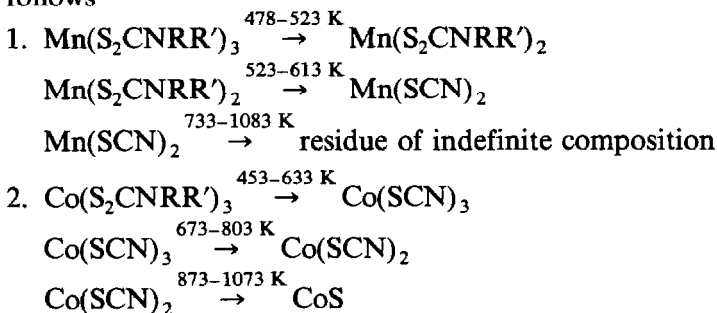 478–523 K
1. Mn(S₂CNRR′)₃ → Mn(S₂CNRR′)₂
523–613 K
Mn(S₂CNRR′)₂ → Mn(SCN)₂
733–1083 K
Mn(SCN)₂ → residue of indefinite composition
453–633 K
2. Co(S₂CNRR′)₃ → Co(SCN)₃
673–803 K
Co(SCN)₃ → Co(SCN)₂
873–1073 K
Co(SCN)₂ → CoS